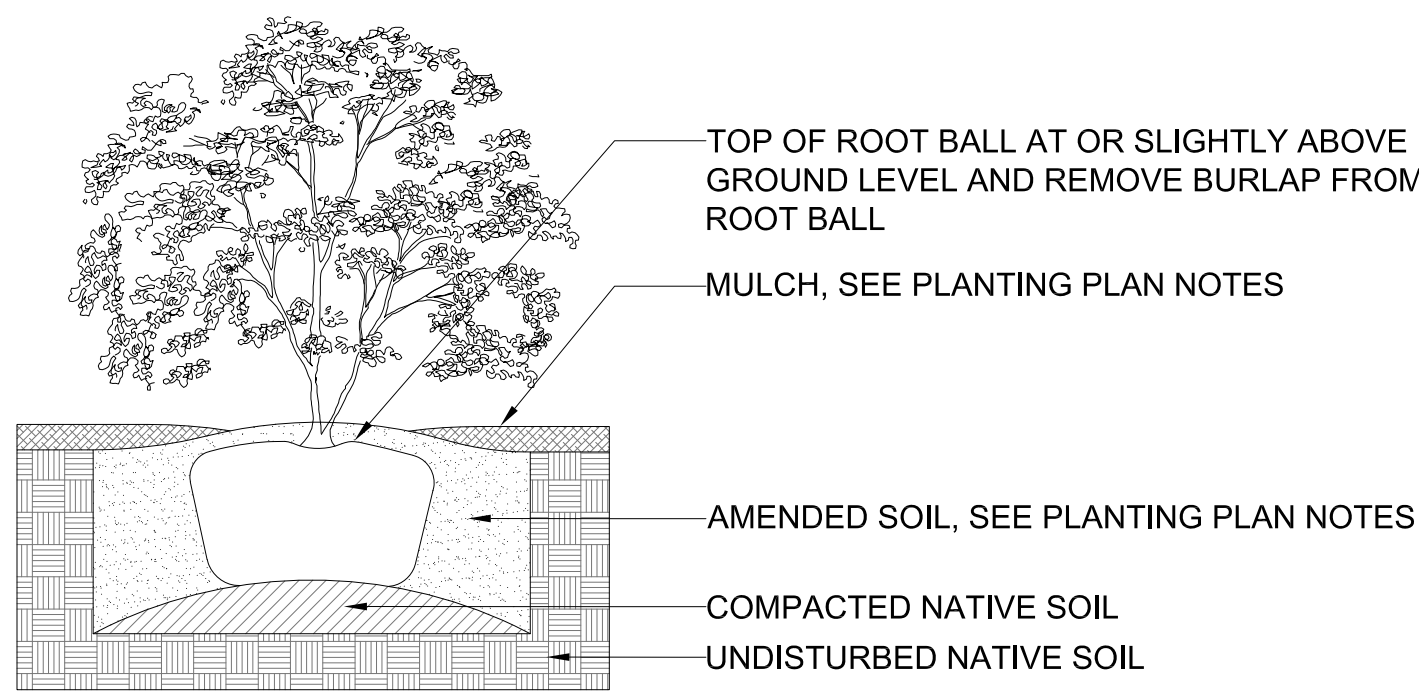 TOP OF ROOT BALL AT OR SLIGHTLY ABOVE
GROUND LEVEL AND REMOVE BURLAP FROM
ROOT BALL
MULCH, SEE PLANTING PLAN NOTES
AMENDED SOIL, SEE PLANTING PLAN NOTES
COMPACTED NATIVE SOIL
UNDISTURBED NATIVE SOIL